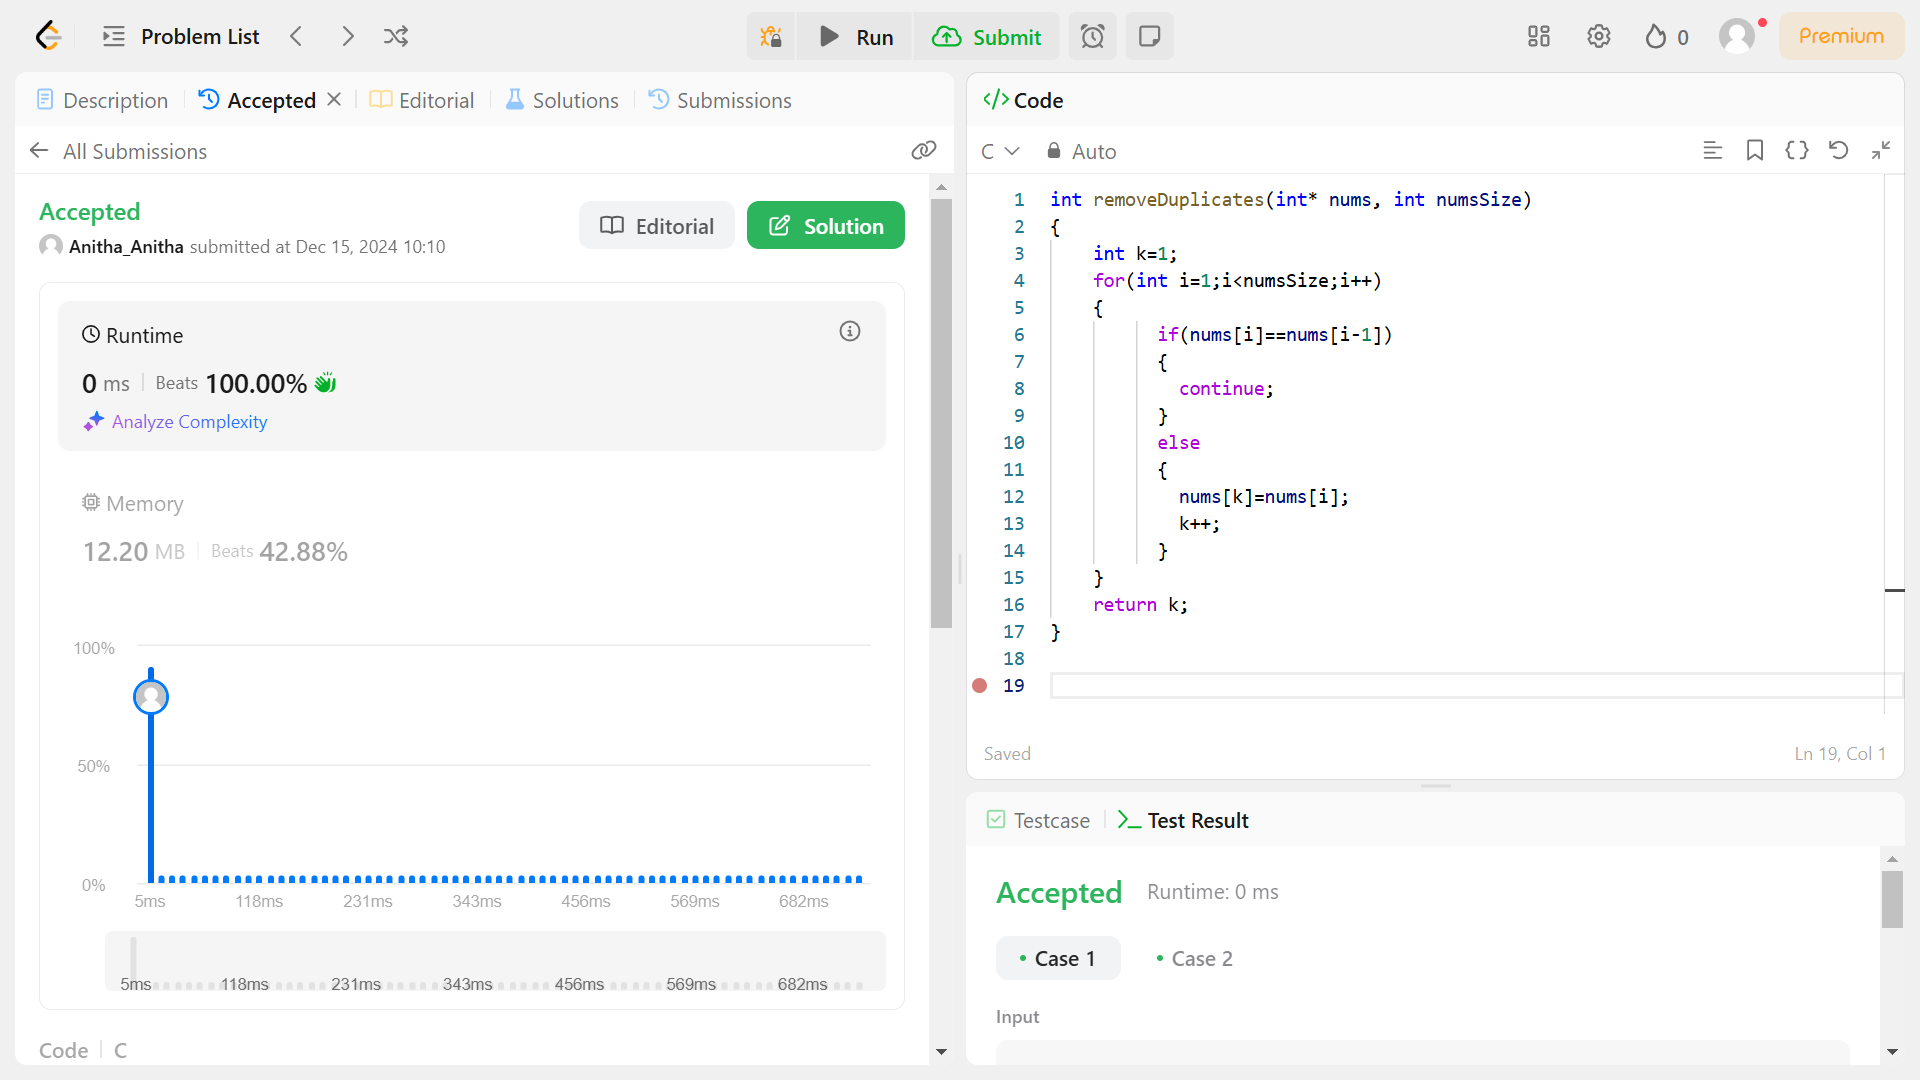 Problem List
Run
Submit
0
Premium
Description
Accepted
Editorial
Solutions
Submissions
All Submissions
Accepted
Anitha_Anitha submitted at Dec 15, 2024 10:10
Editorial
Solution
Runtime
0 ms
Beats 100.00%
Analyze Complexity
Memory
12.20 MB
Beats 42.88%
100%
50%
0%
5ms 118ms 231ms 343ms 456ms 569ms 682ms
5ms 118ms 231ms 343ms 456ms 569ms 682ms
Code C
</> Code
C
Auto
1 int removeDuplicates(int* nums, int numsSize)
2 {
3 int k=1;
4 for(int i=1;i<numsSize;i++)
5 {
6 if(nums[i]==nums[i-1])
7 {
8 continue;
9 }
10 else
11 {
12 nums[k]=nums[i];
13 k++;
14 }
15 }
16 return k;
17 }
18
19
Saved
Ln 19, Col 1
Testcase
Test Result
Accepted
Runtime: 0 ms
Case 1
Case 2
Input